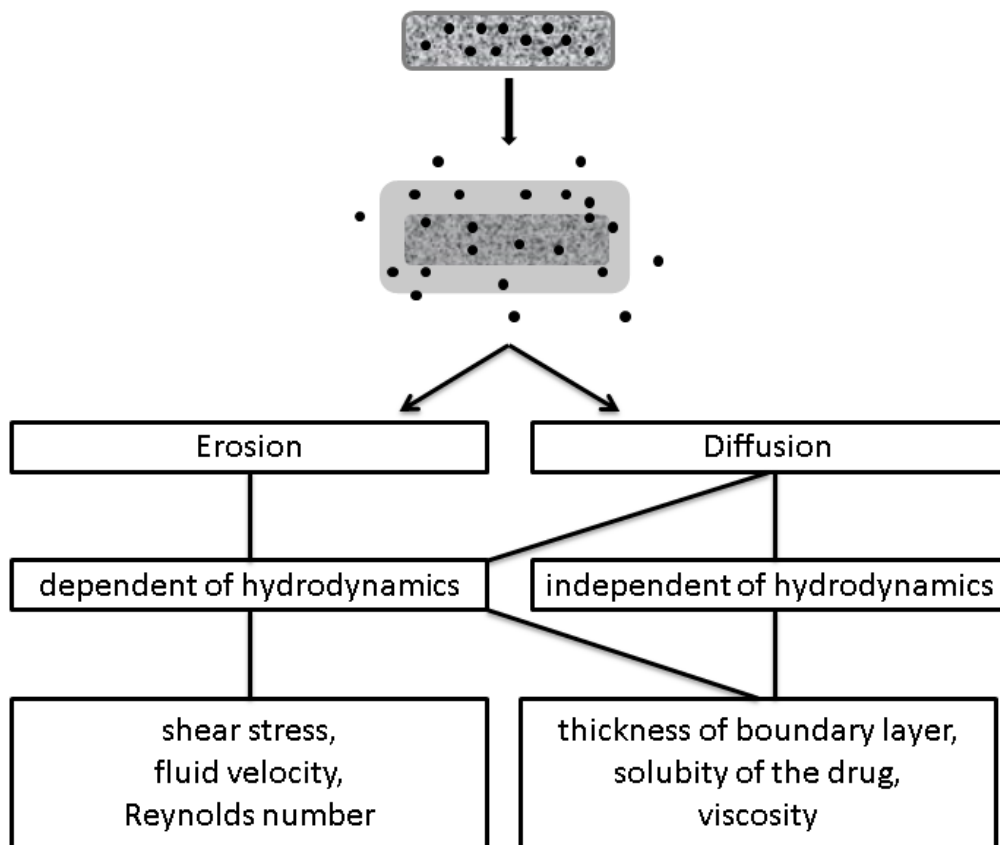 Erosion
Diffusion
dependent of hydrodynamics
independent of hydrodynamics
shear stress,
fluid velocity,
Reynolds number
thickness of boundary layer,
solubity of the drug,
viscosity